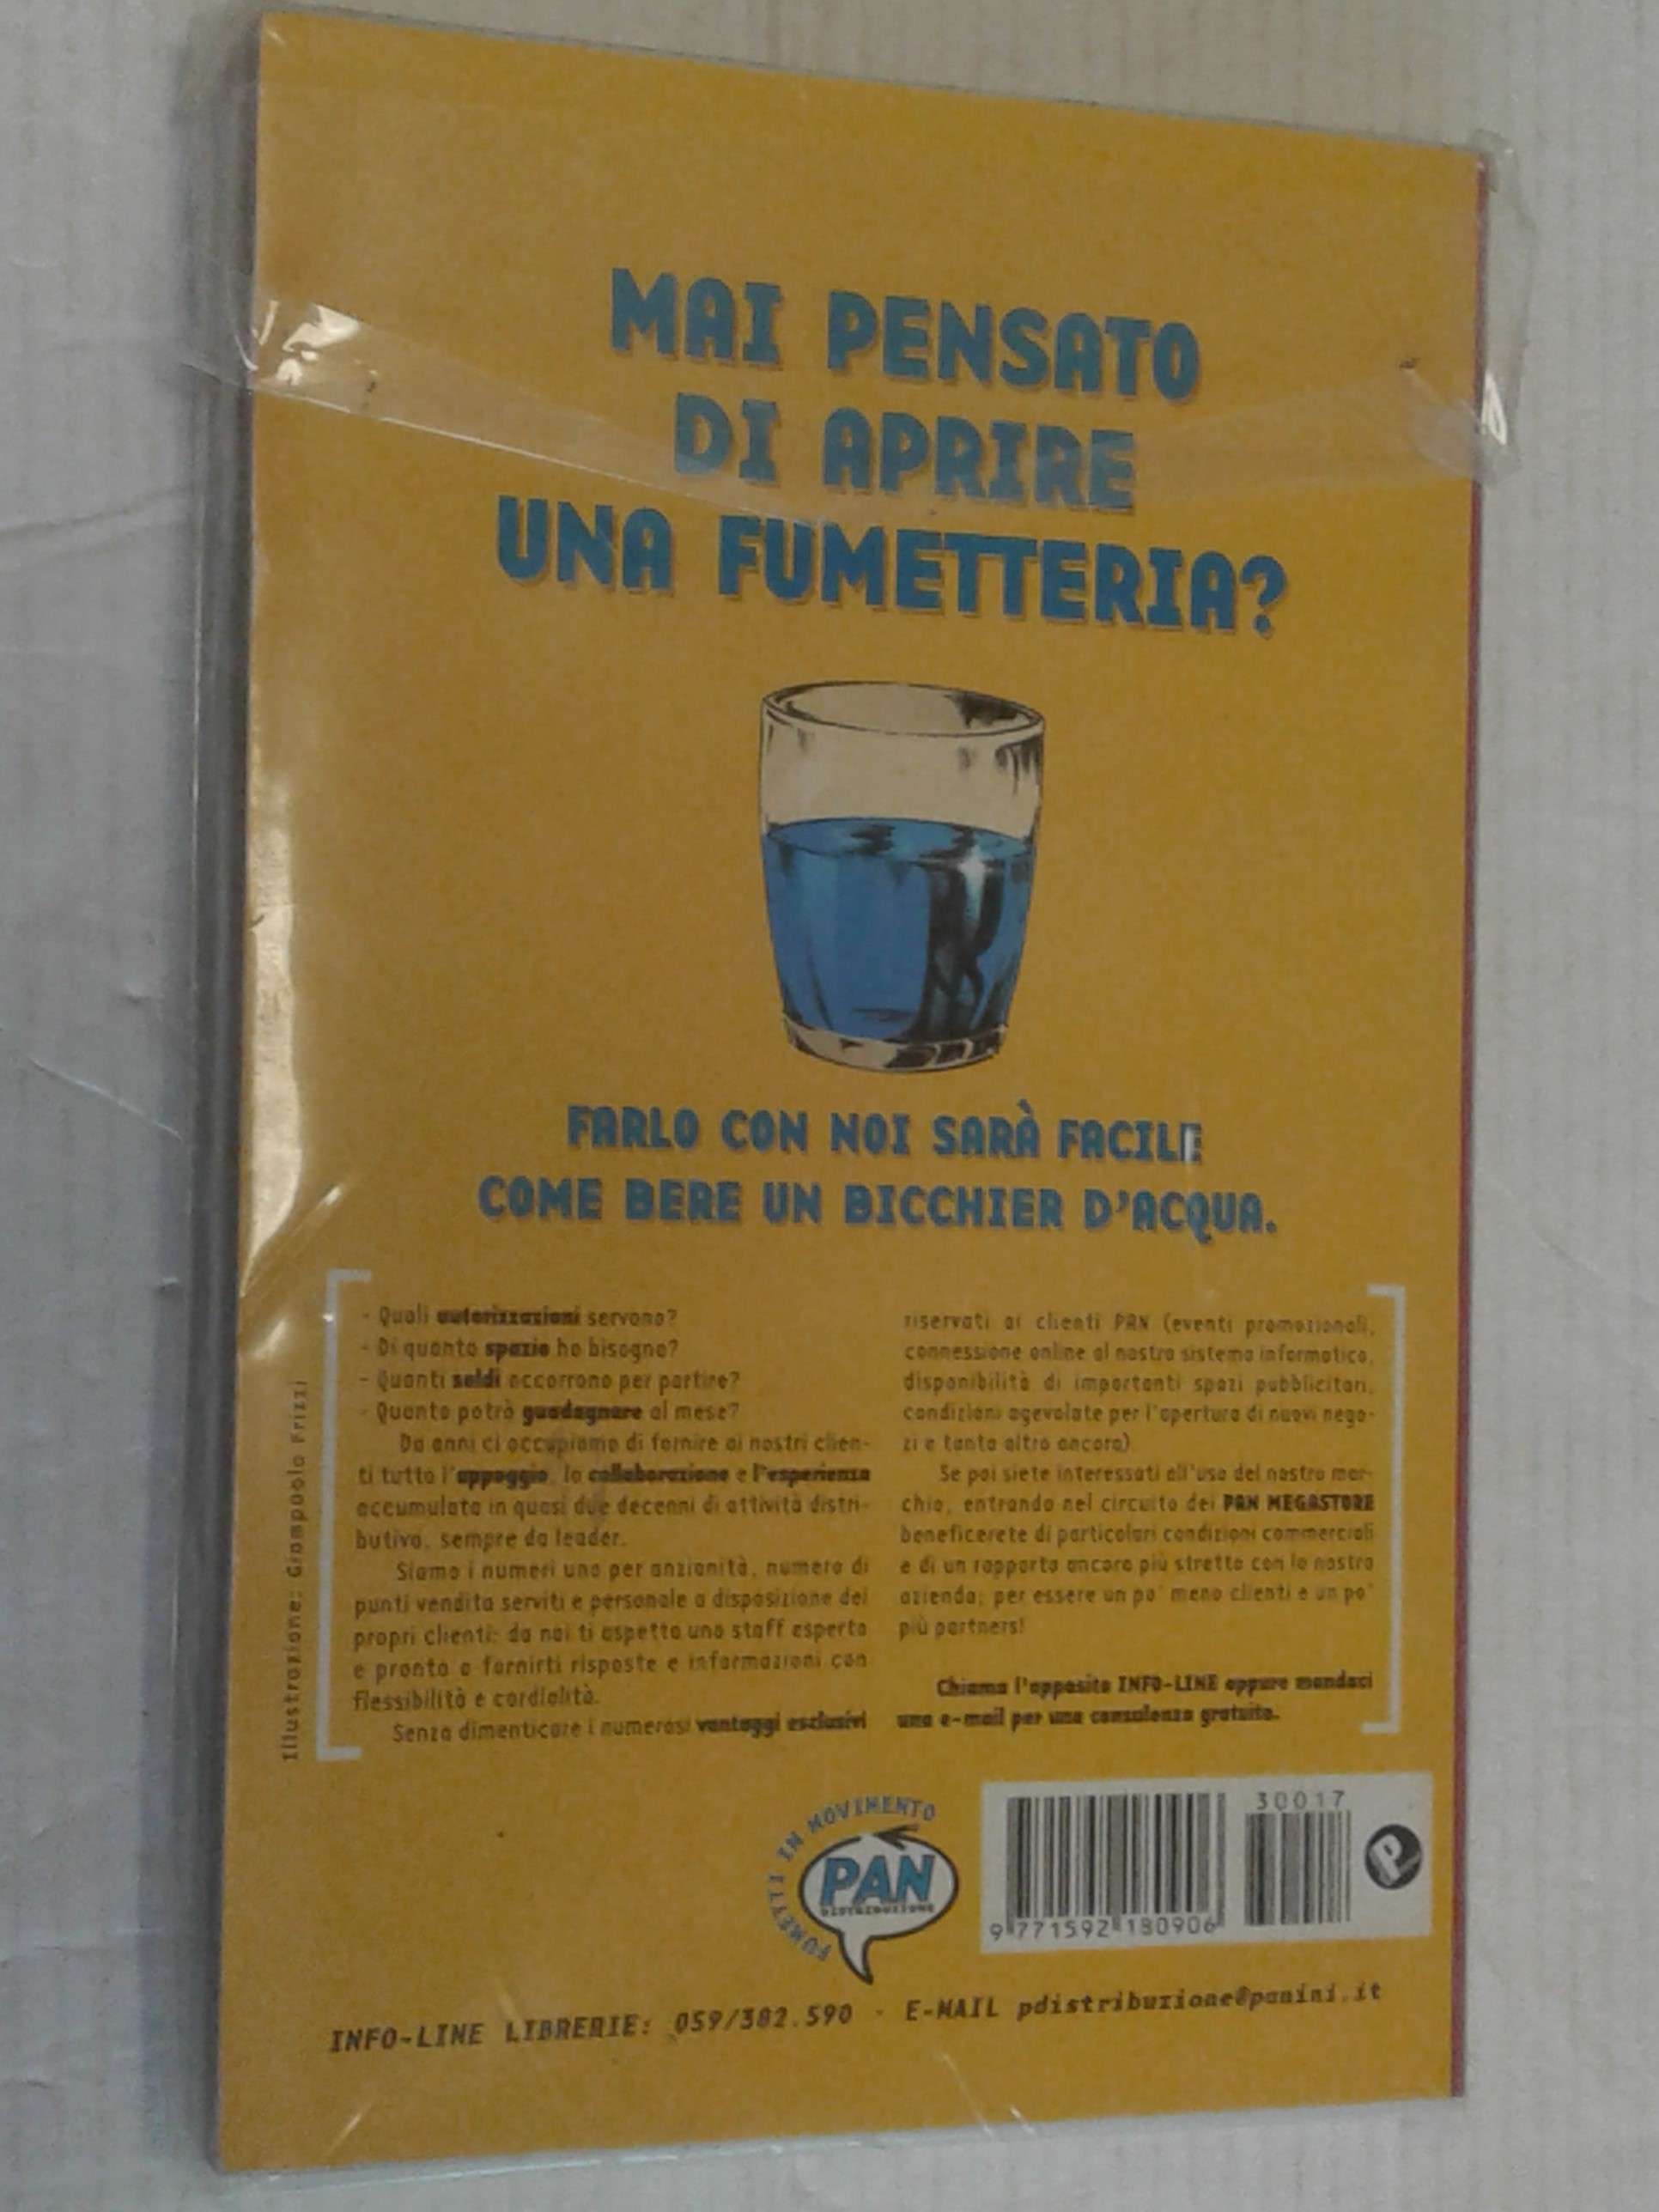 MAI PENSATO
DI APRIRE
UNA FUMETTERIA?
FARLO CON NOI SARÀ FACILE
COME BERE UN BICCHIER D'ACQUA.
- Quali autorizzazioni servono?
- Di quanto spazio ho bisogno?
- Quanti soldi occorrono per partire?
- Quanto potrò guadagnare al mese?
Da anni ci occupiamo di fornire ai nostri clien-
ti tutto l'appoggio, la collaborazione e l'esperienza
accumulata in quasi due decenni di attività distri-
butiva, sempre da leader.
Siamo i numeri uno per anzianità, numero di
punti vendita serviti e personale a disposizione dei
propri clienti: da noi ti aspetta uno staff esperto
e pronto a fornirti risposte e informazioni con
flessibilità e cordialità.
Senza dimenticare i numerosi vantaggi esclusivi
riservati ai clienti PAN (eventi promozionali,
connessione online al nostro sistema informatico,
disponibilità di importanti spazi pubblicitari,
condizioni agevolate per l'apertura di nuovi nego-
zi e tanto altro ancora)
Se poi siete interessati all'uso del nostro mar-
chio, entrando nel circuito dei PAN MEGASTORE
beneficerete di particolari condizioni commerciali
e di un rapporto ancora più stretto con la nostra
azienda; per essere un po' meno clienti e un po'
più partners!
Chiama l'apposita INFO-LINE oppure mandaci
una e-mail per una consulenza gratuita.
Illustrazione: Giampaolo Frizzi
FUMETTI IN MOVIMENTO
PAN
DISTRIBUZIONE
30017
9 771592 180906
P
INFO-LINE LIBRERIE: 059/382.590 - E-MAIL pdistribuzione@panini.it